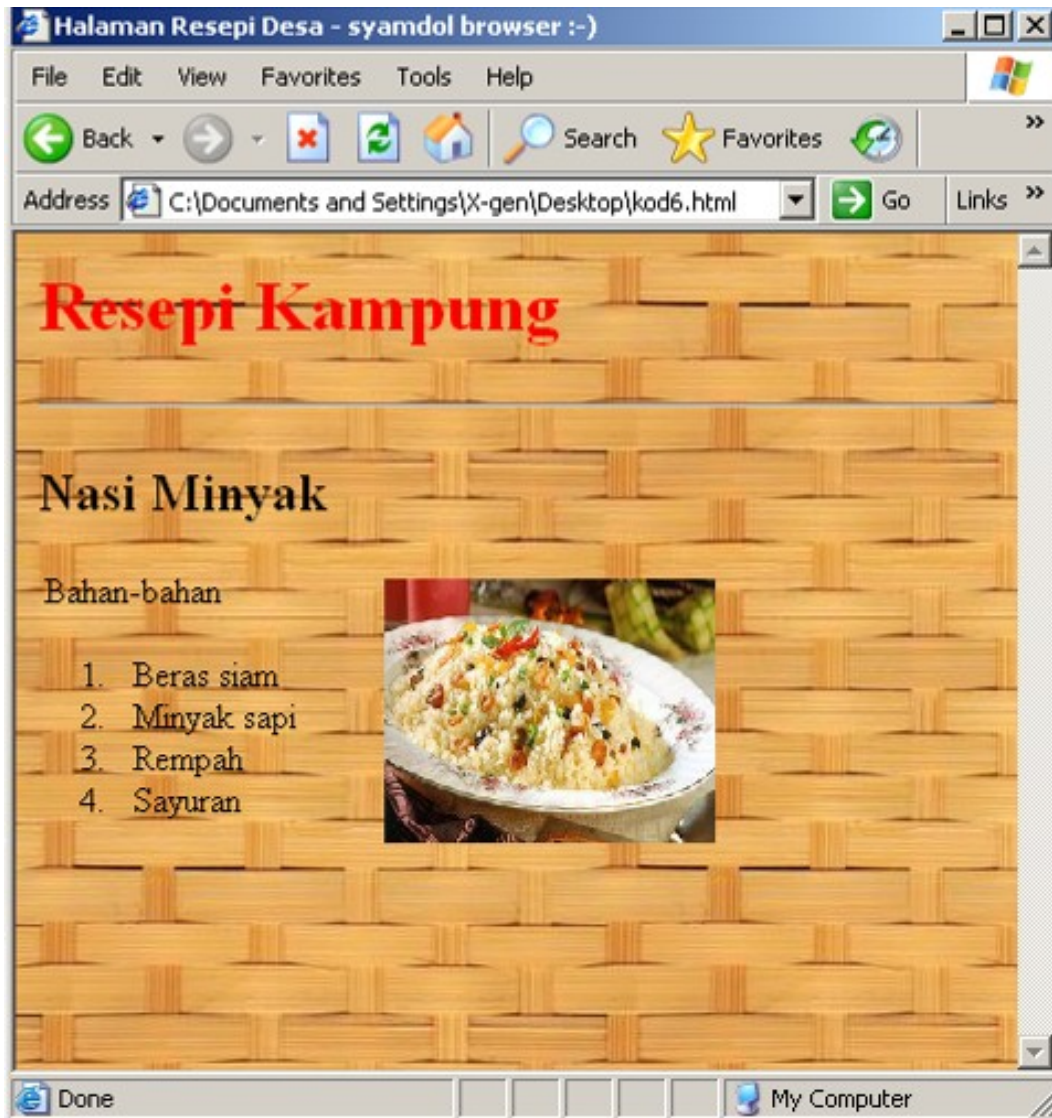 Halaman Resepi Desa - syamdol browser :-)
File Edit View Favorites Tools Help
Back Search Favorites »
Address C:\Documents and Settings\X-gen\Desktop\kod6.html Go Links »
Resepi Kampung
Nasi Minyak
Bahan-bahan
1. Beras siam
2. Minyak sapi
3. Rempah
4. Sayuran
Done My Computer